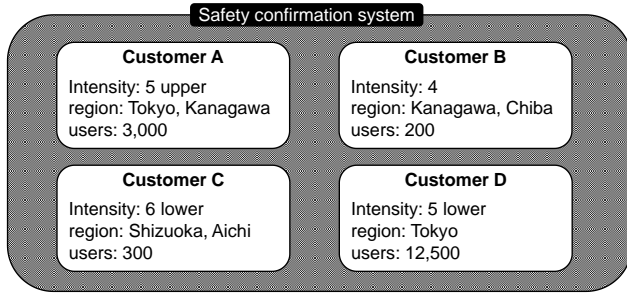 Safety confirmation system
Customer A
Intensity: 5 upper
region: Tokyo, Kanagawa
users: 3,000
Customer B
Intensity: 4
region: Kanagawa, Chiba
users: 200
Customer C
Intensity: 6 lower
region: Shizuoka, Aichi
users: 300
Customer D
Intensity: 5 lower
region: Tokyo
users: 12,500